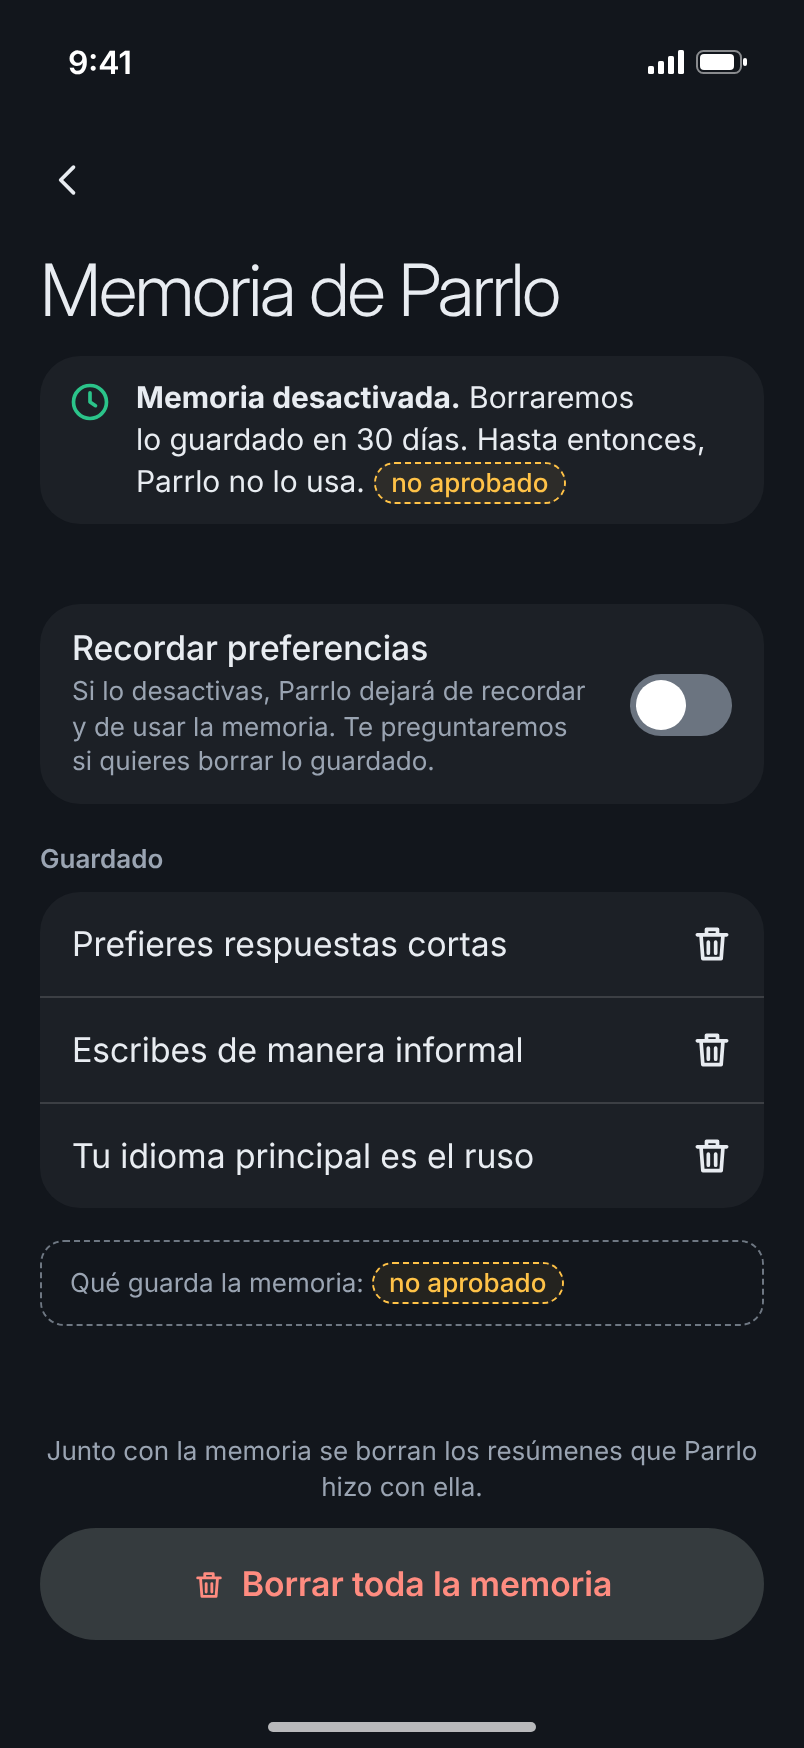 9:41
Memoria de Parrlo
Memoria desactivada. Borraremos
lo guardado en 30 días. Hasta entonces,
Parrlo no lo usa. no aprobado
Recordar preferencias
Si lo desactivas, Parrlo dejará de recordar
y de usar la memoria. Te preguntaremos
si quieres borrar lo guardado.
Guardado
Prefieres respuestas cortas
Escribes de manera informal
Tu idioma principal es el ruso
Qué guarda la memoria: no aprobado
Junto con la memoria se borran los resúmenes que Parrlo
hizo con ella.
Borrar toda la memoria